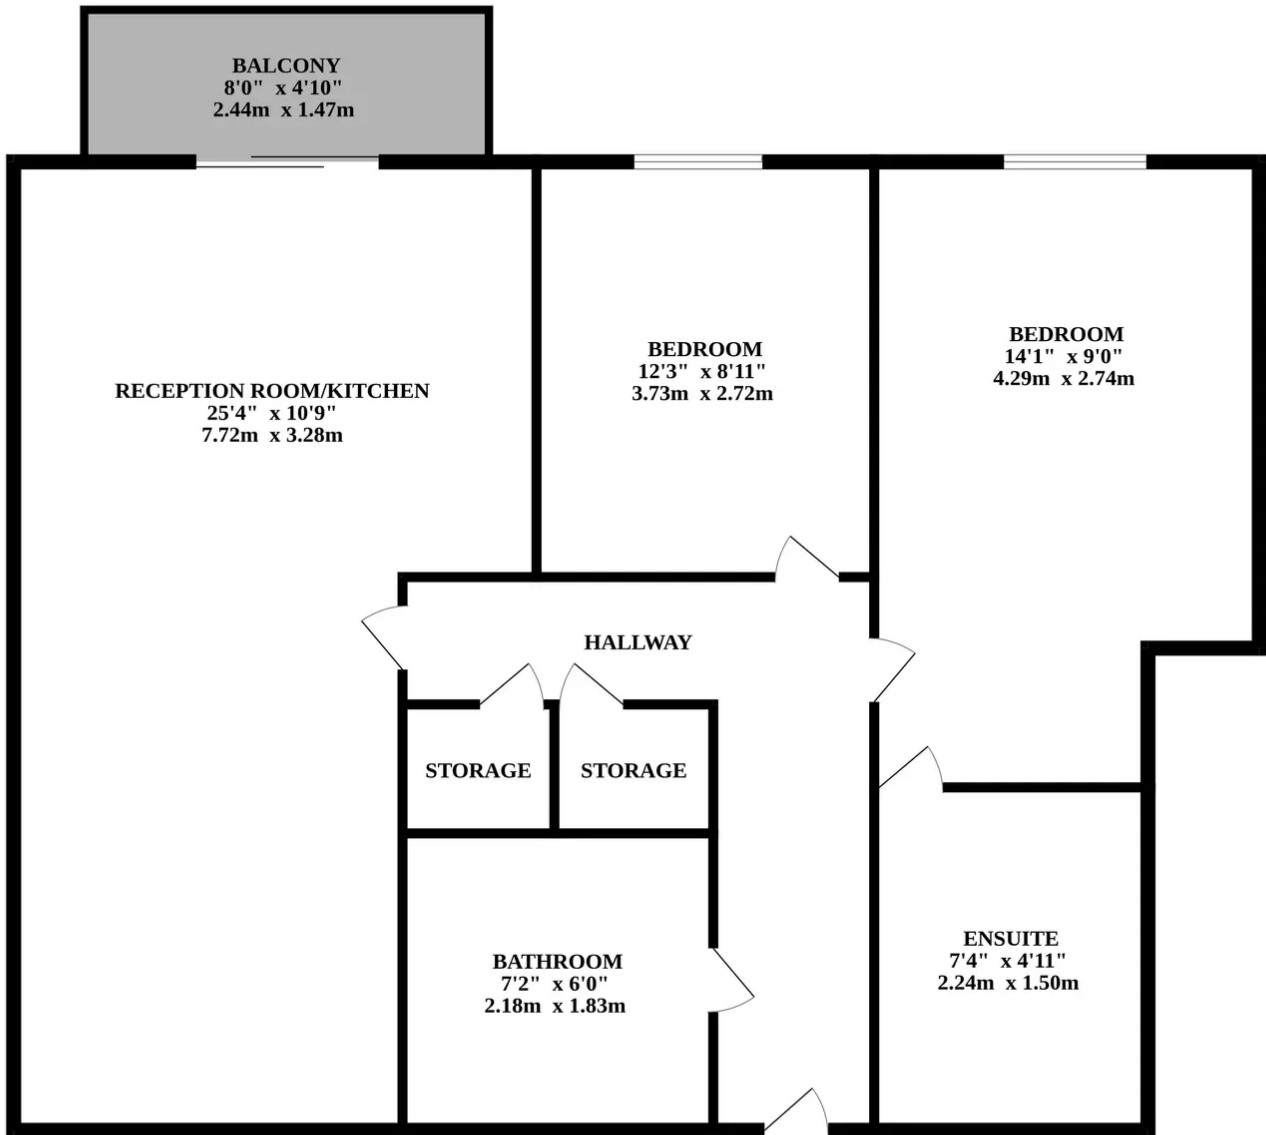 BALCONY
8'0" x 4'10"
2.44m x 1.47m
RECEPTION ROOM/KITCHEN
25'4" x 10'9"
7.72m x 3.28m
BEDROOM
12'3" x 8'11"
3.73m x 2.72m
BEDROOM
14'1" x 9'0"
4.29m x 2.74m
HALLWAY
STORAGE
STORAGE
BATHROOM
7'2" x 6'0"
2.18m x 1.83m
ENSUITE
7'4" x 4'11"
2.24m x 1.50m